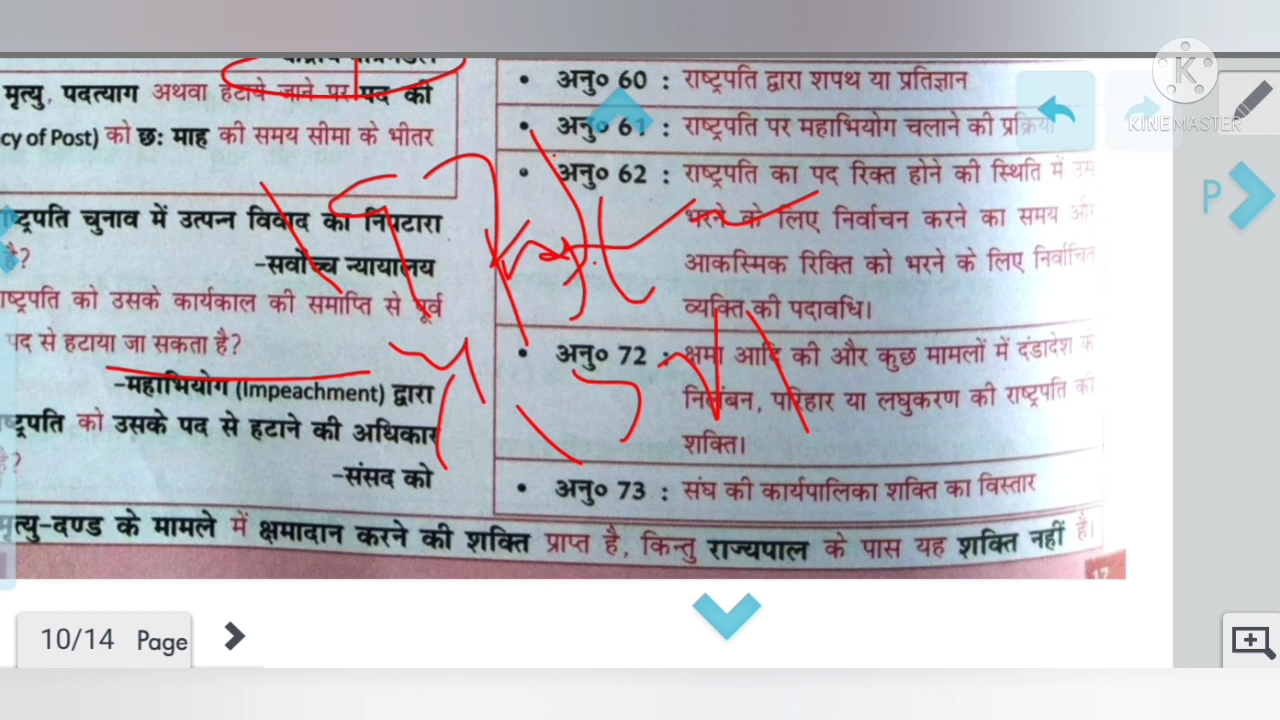 मृत्यु, पदत्याग अथवा हटाये जाने पर पद की
cy of Post) को छः माह की समय सीमा के भीतर
ष्ट्रपति चुनाव में उत्पन्न विवाद का निपटारा
है?
-सर्वोच्च न्यायालय
ाष्ट्रपति को उसके कार्यकाल की समाप्ति से पूर्व
पद से हटाया जा सकता है?
-महाभियोग (Impeachment) द्वारा
ष्ट्रपति को उसके पद से हटाने की अधिकार
-संसद को
• अनु० 60 : राष्ट्रपति द्वारा शपथ या प्रतिज्ञान
• अनु० 61 : राष्ट्रपति पर महाभियोग चलाने की प्रक्रिया
• अनु० 62 : राष्ट्रपति का पद रिक्त होने की स्थिति में उसे
भरने के लिए निर्वाचन करने का समय और
आकस्मिक रिक्ति को भरने के लिए निर्वाचित
व्यक्ति की पदावधि।
• अनु० 72 : क्षमा आदि की और कुछ मामलों में दंडादेश के
निलंबन, परिहार या लघुकरण की राष्ट्रपति की
शक्ति।
• अनु० 73 : संघ की कार्यपालिका शक्ति का विस्तार
मृत्यु-दण्ड के मामले में क्षमादान करने की शक्ति प्राप्त है, किन्तु राज्यपाल के पास यह शक्ति नहीं है।
17
KINEMASTER
P
10/14 Page